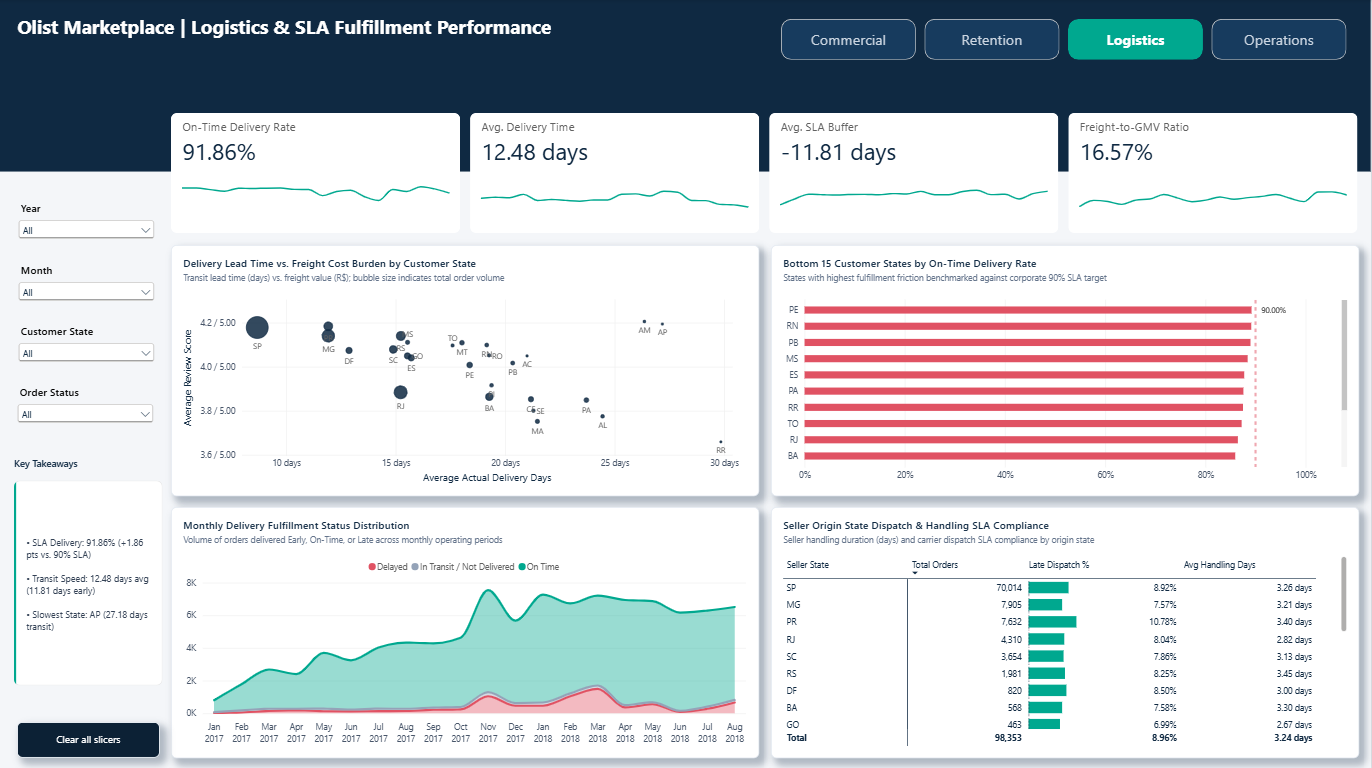 Olist Marketplace | Logistics & SLA Fulfillment Performance
Commercial
Retention
Logistics
Operations
On-Time Delivery Rate
91.86%
Avg. Delivery Time
12.48 days
Avg. SLA Buffer
-11.81 days
Freight-to-GMV Ratio
16.57%
Year
All
Month
All
Customer State
All
Order Status
All
Key Takeaways
• SLA Delivery: 91.86% (+1.86
pts vs. 90% SLA)
• Transit Speed: 12.48 days avg
(11.81 days early)
• Slowest State: AP (27.18 days
transit)
Clear all slicers
Delivery Lead Time vs. Freight Cost Burden by Customer State
Transit lead time (days) vs. freight value (R$); bubble size indicates total order volume
Average Review Score
4.2 / 5.00
4.0 / 5.00
3.8 / 5.00
3.6 / 5.00
SP
MG
DF
MS
RS
SC
GO
ES
RJ
TO
MT
PE
RO
BA
PB
AC
SE
MA
PA
AL
AM
AP
RR
10 days
15 days
20 days
25 days
30 days
Average Actual Delivery Days
Bottom 15 Customer States by On-Time Delivery Rate
States with highest fulfillment friction benchmarked against corporate 90% SLA target
PE
RN
PB
MS
ES
PA
RR
TO
RJ
BA
90.00%
0%
20%
40%
60%
80%
100%
Monthly Delivery Fulfillment Status Distribution
Volume of orders delivered Early, On-Time, or Late across monthly operating periods
Delayed
In Transit / Not Delivered
On Time
8K
6K
4K
2K
0K
Jan 2017
Feb 2017
Mar 2017
Apr 2017
May 2017
Jun 2017
Jul 2017
Aug 2017
Sep 2017
Oct 2017
Nov 2017
Dec 2017
Jan 2018
Feb 2018
Mar 2018
Apr 2018
May 2018
Jun 2018
Jul 2018
Aug 2018
Seller Origin State Dispatch & Handling SLA Compliance
Seller handling duration (days) and carrier dispatch SLA compliance by origin state
Seller State Total Orders Late Dispatch % Avg Handling Days
SP 70,014 8.92% 3.26 days
MG 7,905 7.57% 3.21 days
PR 7,632 10.78% 3.40 days
RJ 4,310 8.04% 2.82 days
SC 3,654 7.86% 3.13 days
RS 1,981 8.25% 3.45 days
DF 820 8.50% 3.00 days
BA 568 7.58% 3.30 days
GO 463 6.99% 2.67 days
Total 98,353 8.96% 3.24 days